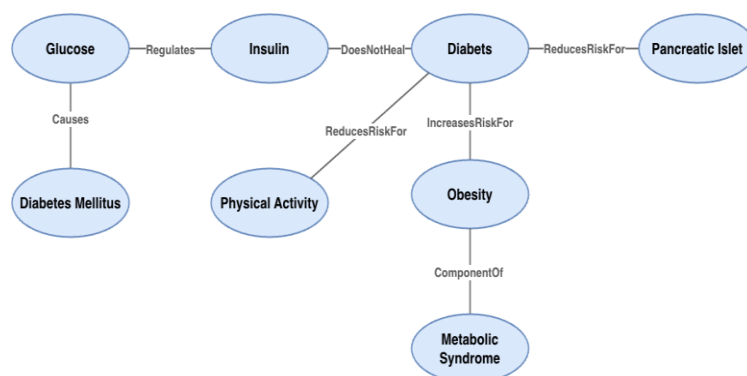 Glucose
Regulates
Insulin
DoesNotHeal
Diabets
ReducesRiskFor
Pancreatic Islet
Causes
ReducesRiskFor
IncreasesRiskFor
Diabetes Mellitus
Physical Activity
Obesity
ComponentOf
Metabolic
Syndrome